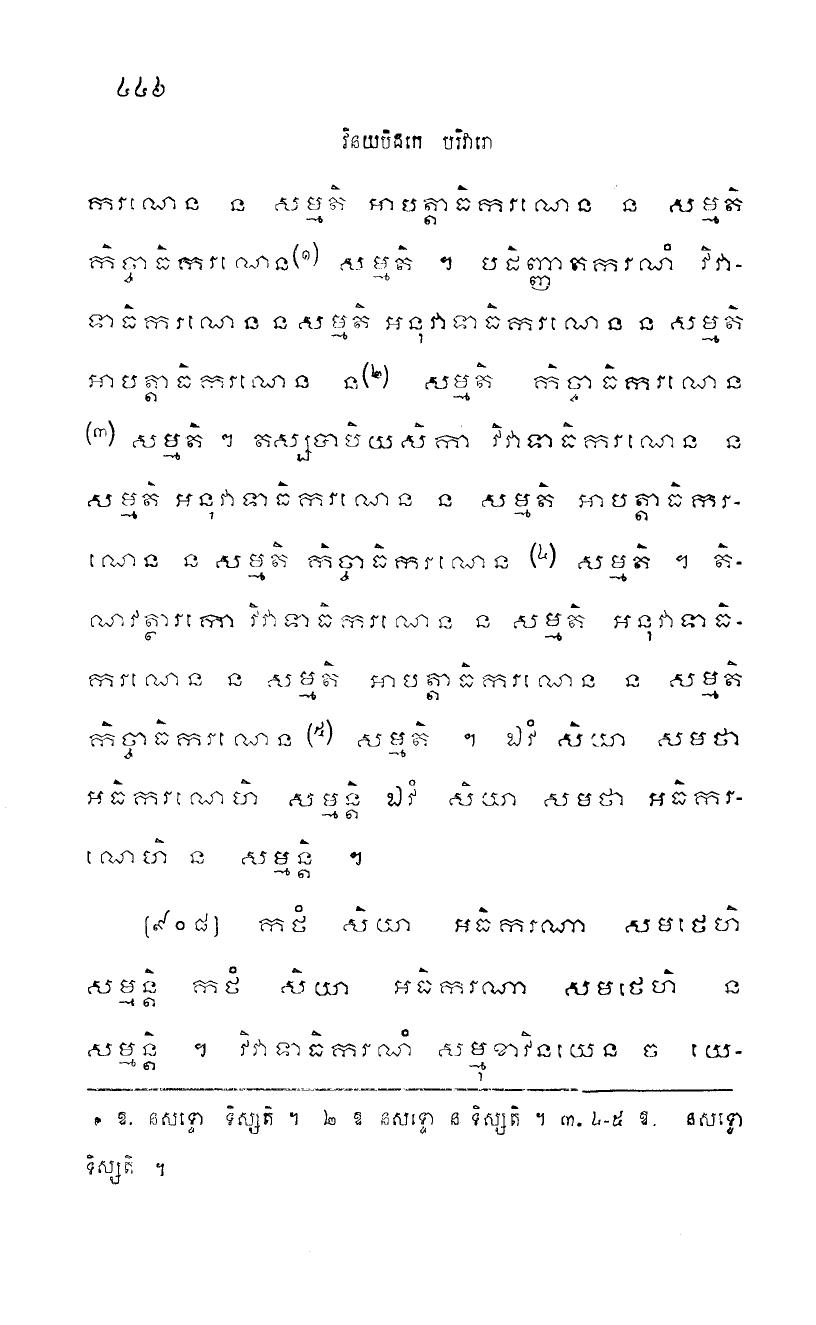 ៤៤៦
វិនយបិដកេ បរិវារោ
ករណេន ន សម្មតិ អាបត្តាធិករណេន ន សម្មតិ
កិច្ចាធិករណេន(១) សម្មតិ ។ បដិញ្ញាតករណំ វិវា-
ទាធិករណេន ន សម្មតិ អនុវាទាធិករណេន ន សម្មតិ
អាបត្តាធិករណេន ន(២) សម្មតិ កិច្ចាធិករណេន
(៣) សម្មតិ ។ តស្សបាបិយសិកា វិវាទាធិករណេន ន
សម្មតិ អនុវាទាធិករណេន ន សម្មតិ អាបត្តាធិករ-
ណេន ន សម្មតិ កិច្ចាធិករណេន (៤) សម្មតិ ។ តិ-
ណវត្ថារកោ វិវាទាធិករណេន ន សម្មតិ អនុវាទាធិ-
ករណេន ន សម្មតិ អាបត្តាធិករណេន ន សម្មតិ
កិច្ចាធិករណេន (៥) សម្មតិ ។ ឯវំ សិយា សមថា
អធិករណេហិ សម្មន្តិ ឯវំ សិយា សមថា អធិករ-
ណេហិ ន សម្មន្តិ ។
[៩០៨] កថំ សិយា អធិករណា សមថេហិ
សម្មន្តិ កថំ សិយា អធិករណា សមថេហិ ន
សម្មន្តិ ។ វិវាទាធិករណំ សម្មុខាវិនយេន ច យេ-
១ ឱ. នសទ្ទោ ទិស្សតិ ។ ២ ឱ នសទ្ទោ ន ទិស្សតិ ។ ៣. ៤-៥ ឱ. នសទ្ទោ
ទិស្សតិ ។